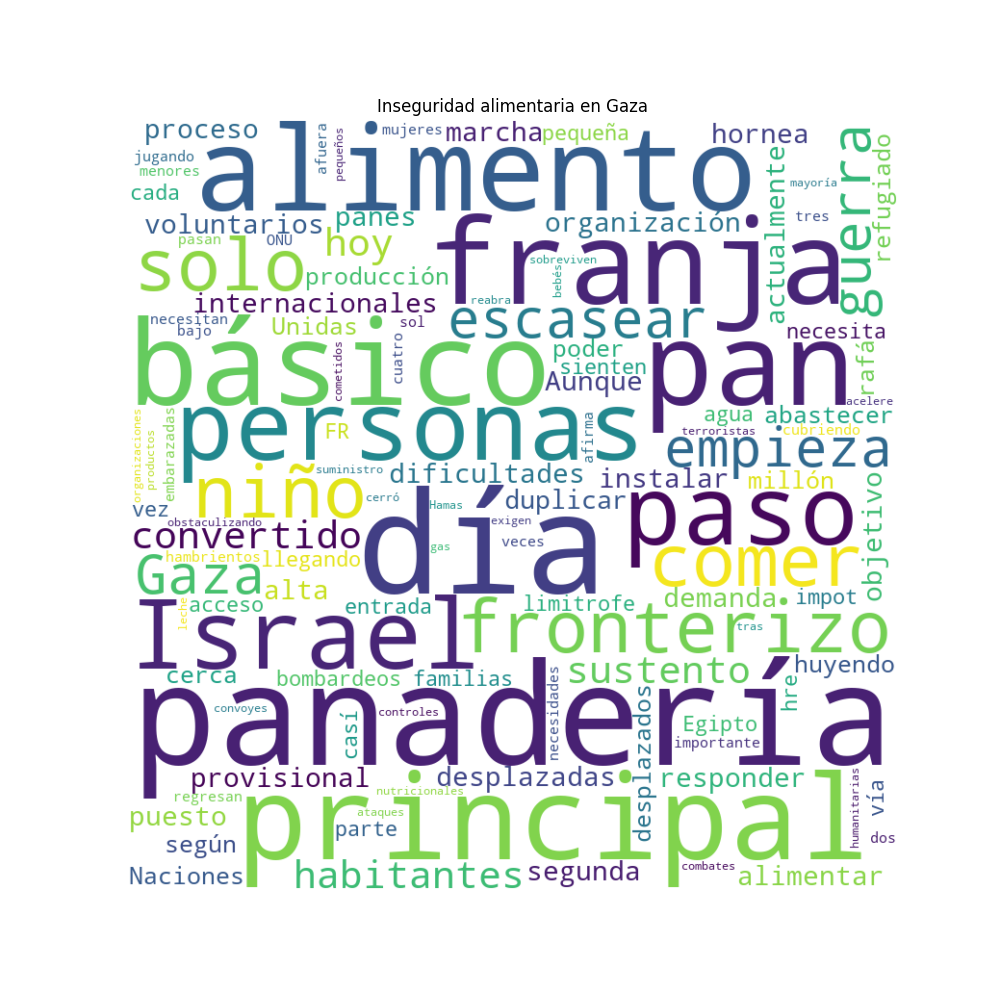 Inseguridad alimentaria en Gaza
proceso
alimento
afuera
pequeños
mujeres
marcha
pequeña
hornea
guerra
refugiado
jugando
menores
cada
mayoría
tres
actualmente
voluntarios
panes
organización
pasan
ONU
hoy
franja
solo
producción
sobreviven
bebés
internacionales
reabra
necesitan
bajo
Unidas
sol
escasear
necesita
básico
cometidos
cuatro
poder
sienten
Aunque
pan
rafá
acelere
personas
FR
afirma
agua
abastecer
terroristas
cubriendo
empieza
organizaciones
productos
embarazadas
niño
suministro
dificultades
instalar
millón
objetivo
vez
cerró
Hamas
duplicar
paso
obstaculizando
convertido
día
exigen
veces
gas
hambrientos
llegando
comer
Gaza
alta
leche
acceso
entrada
limitrofe
demanda
impot
Israel
fronterizo
tras
cerca
bombardeos
familias
sustento
huyendo
hre
panadería
convoyes
controles
casí
necesidades
desplazados
Egipto
importante
provisional
desplazadas
responder
humanitarias
vía
regresan
nutricionales
principal
puesto
ataques
parte
según
dos
Naciones
habitantes
segunda
combates
alimentar